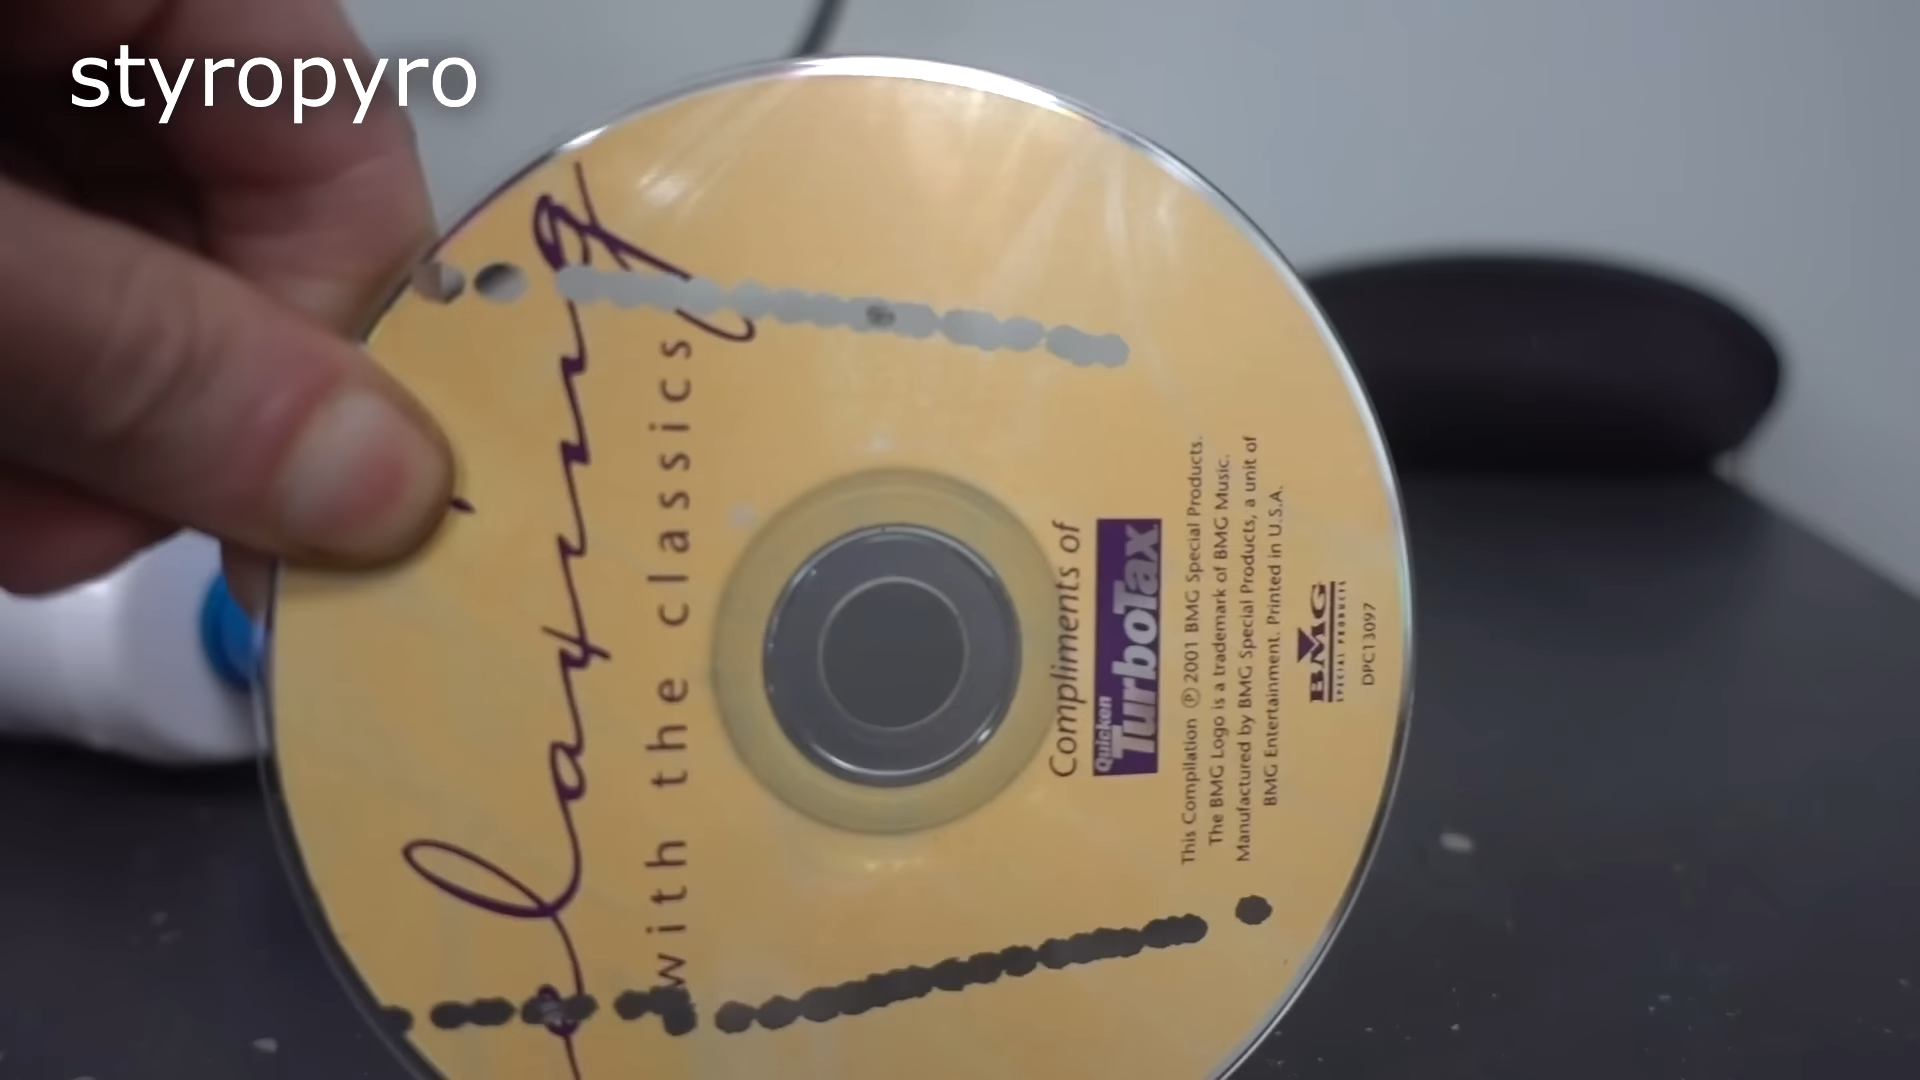 styropyro
laying
with the classics
Compliments of
Quicken
TurboTax
This Compilation ℗ 2001 BMG Special Products.
The BMG Logo is a trademark of BMG Music.
Manufactured by BMG Special Products, a unit of
BMG Entertainment. Printed in U.S.A.
BMG
SPECIAL PRODUCTS
DPC13097